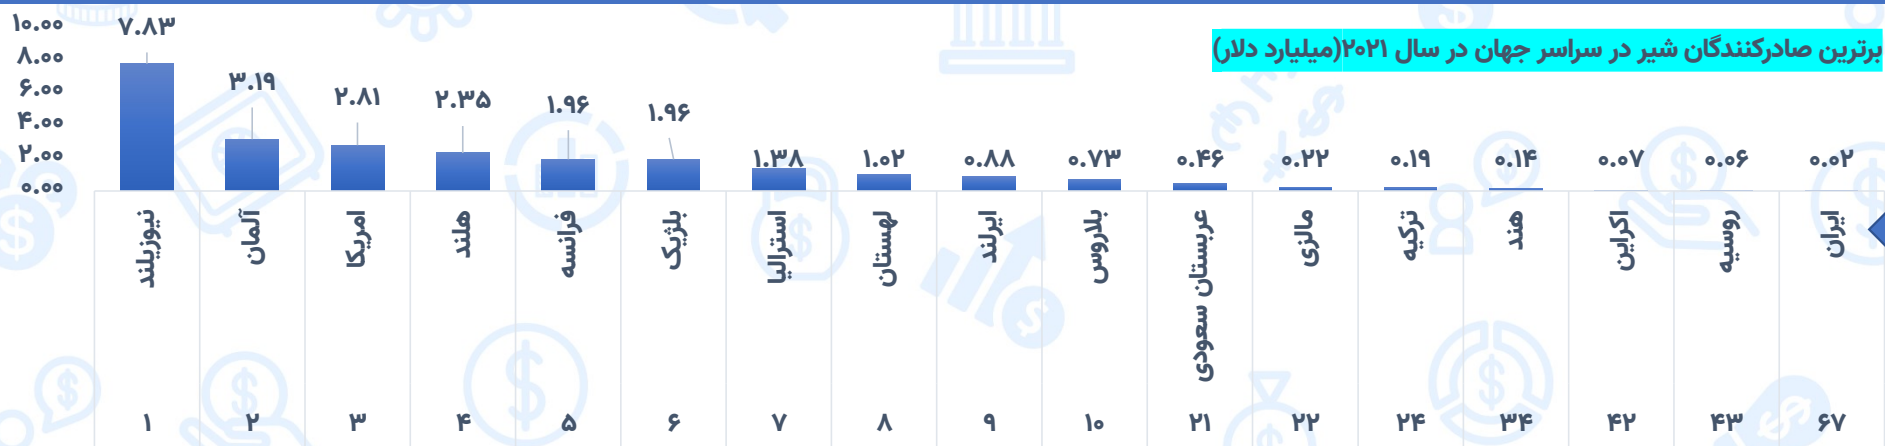 برترین صادرکنندگان شیر در سراسر جهان در سال ۲۰۲۱(میلیارد دلار)
۱۰.۰۰
۸.۰۰
۶.۰۰
۴.۰۰
۲.۰۰
۰.۰۰
۷.۸۳
۳.۱۹
۲.۸۱
۲.۳۵
۱.۹۶
۱.۹۶
۱.۳۸
۱.۰۲
۰.۸۸
۰.۷۳
۰.۴۶
۰.۲۲
۰.۱۹
۰.۱۴
۰.۰۷
۰.۰۶
۰.۰۲
نیوزیلند
آلمان
امریکا
هلند
فرانسه
بلژیک
استرالیا
لهستان
ایرلند
بلاروس
عربستان سعودی
مالزی
ترکیه
هند
اکراین
روسیه
ایران
۱
۲
۳
۴
۵
۶
۷
۸
۹
۱۰
۲۱
۲۲
۲۴
۳۴
۴۲
۴۳
۶۷